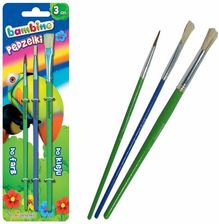 3 szt.
bambino
pędzelki
do farb
do kleju